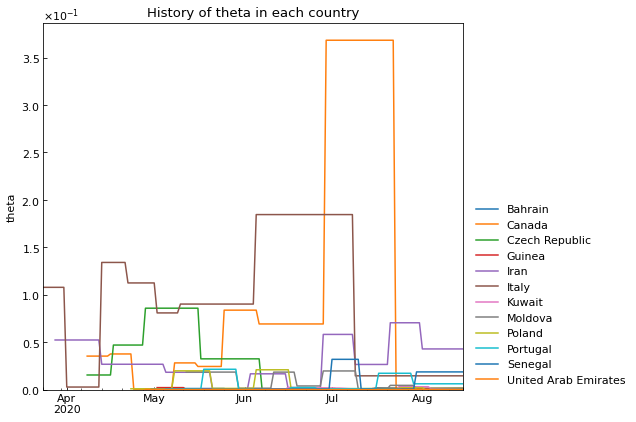 History of theta in each country
×10⁻¹
3.5
3.0
2.5
2.0
1.5
1.0
0.5
0.0
theta
Apr
2020
May
Jun
Jul
Aug
Bahrain
Canada
Czech Republic
Guinea
Iran
Italy
Kuwait
Moldova
Poland
Portugal
Senegal
United Arab Emirates